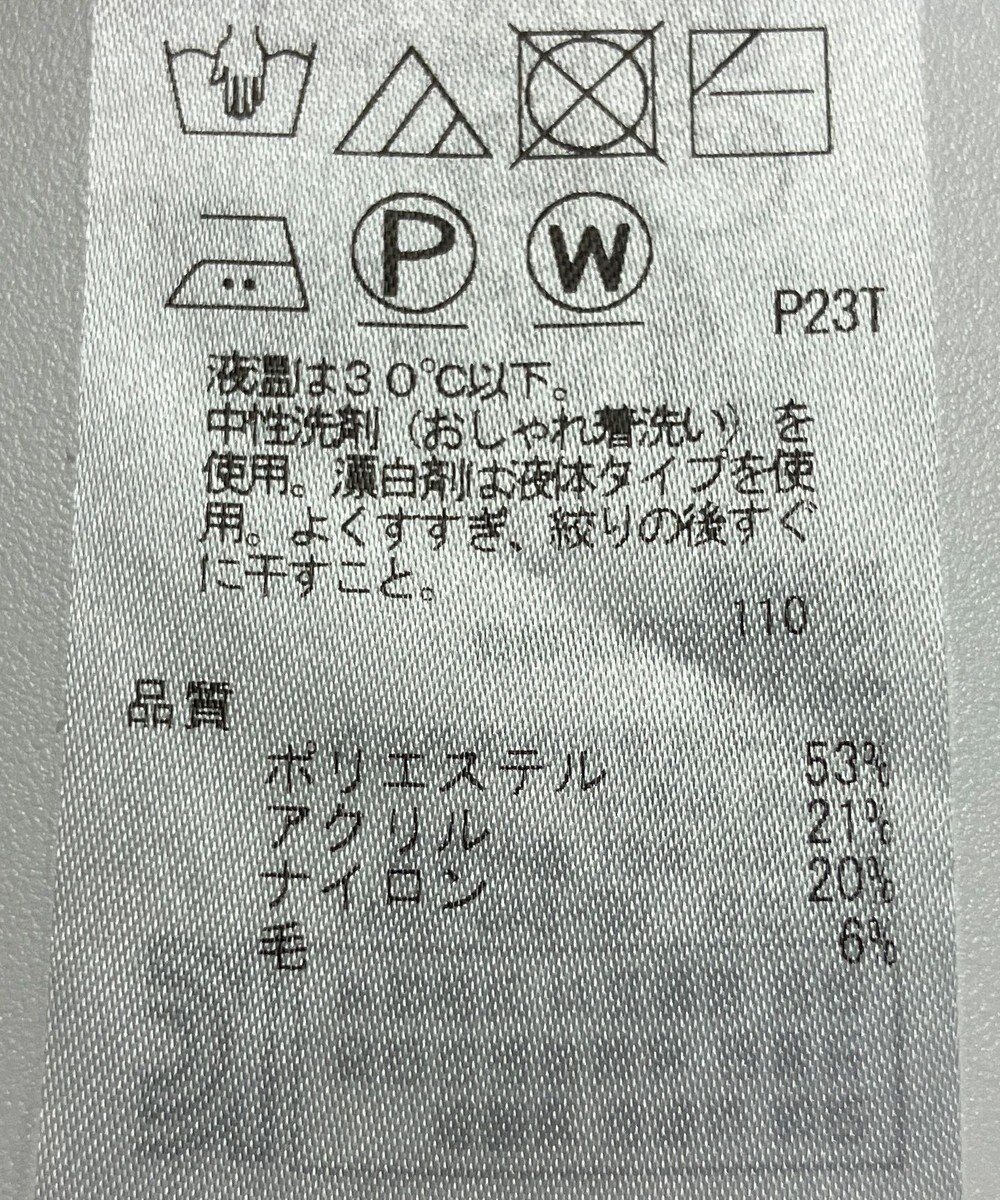 P W
P23T
液温は30℃以下。
中性洗剤（おしゃれ着洗い）を
使用。漂白剤は液体タイプを使
用。よくすすぎ、絞りの後すぐ
に干すこと。
110
品質
ポリエステル 53%
アクリル 21%
ナイロン 20%
毛 6%